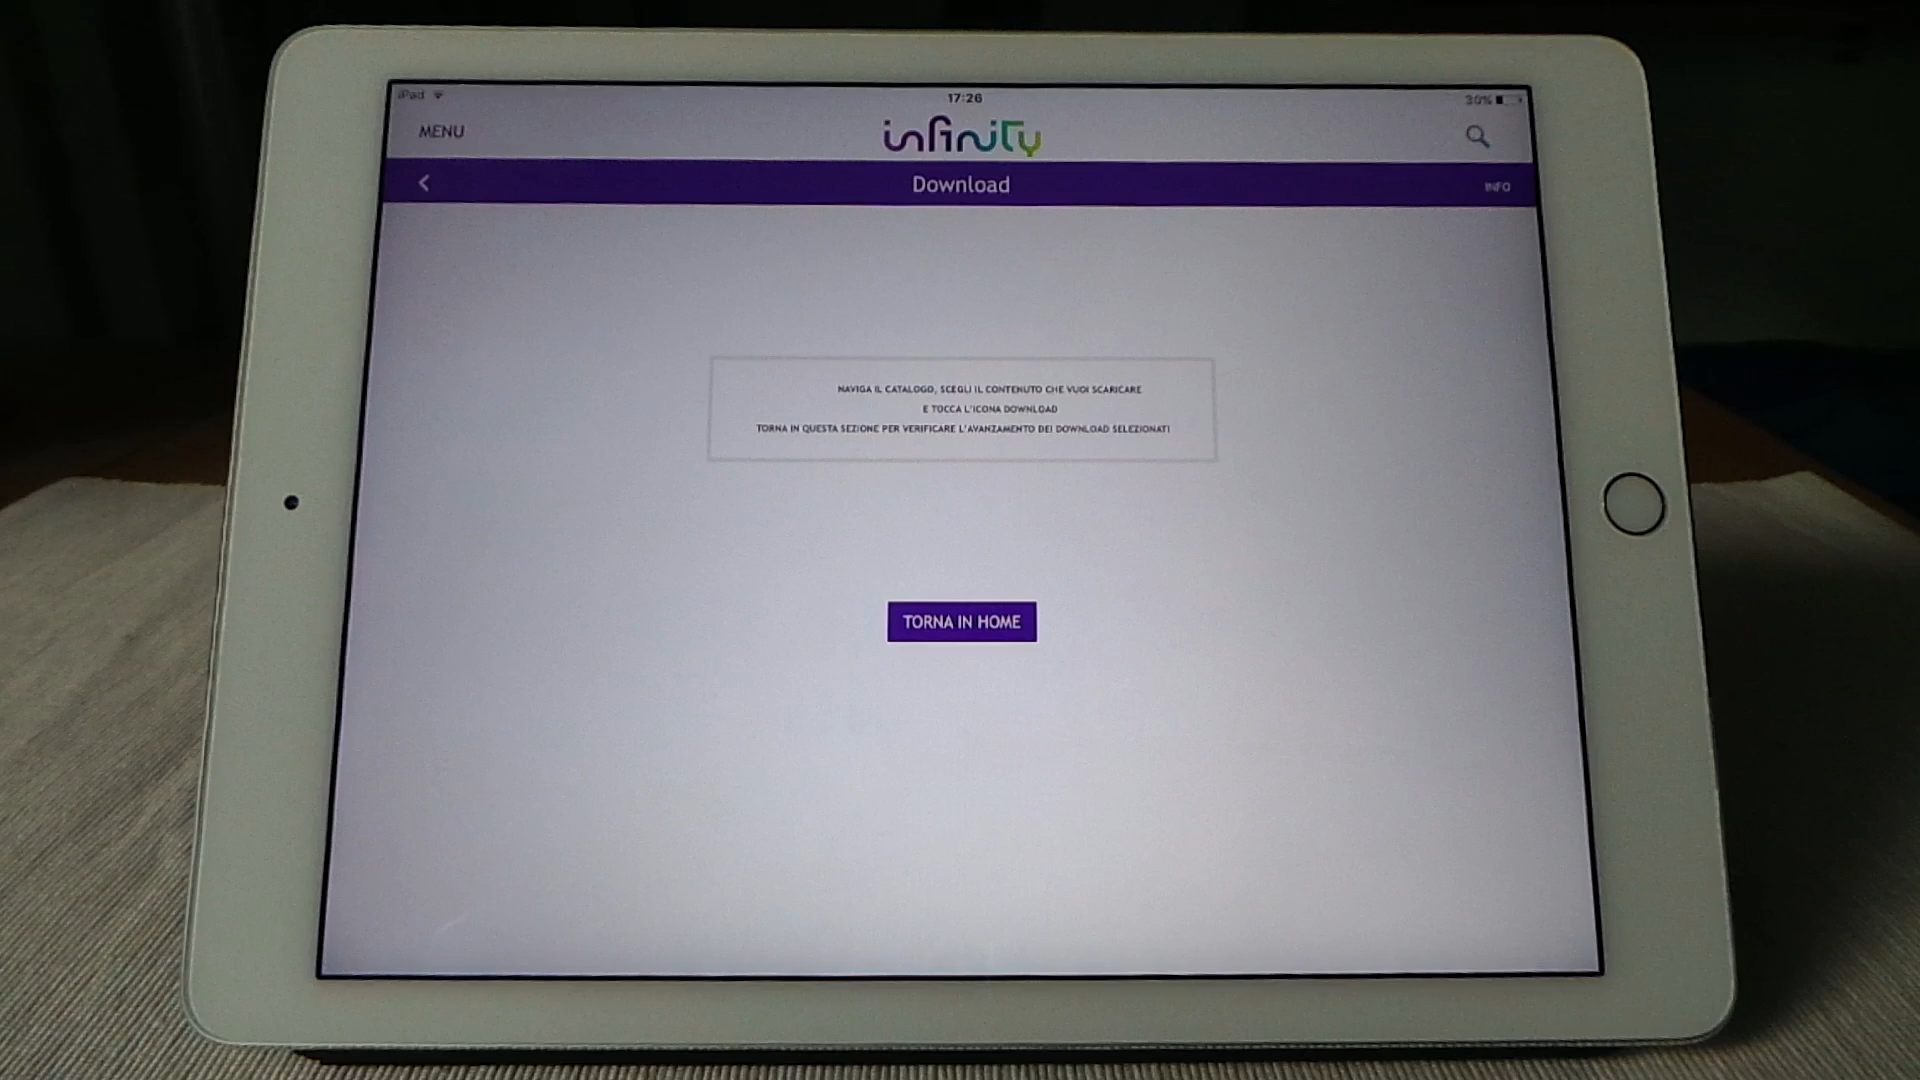 iPad 17:26 30%
MENU infinity
Download INFO
NAVIGA IL CATALOGO, SCEGLI IL CONTENUTO CHE VUOI SCARICARE
E TOCCA L'ICONA DOWNLOAD
TORNA IN QUESTA SEZIONE PER VERIFICARE L'AVANZAMENTO DEI DOWNLOAD SELEZIONATI
TORNA IN HOME